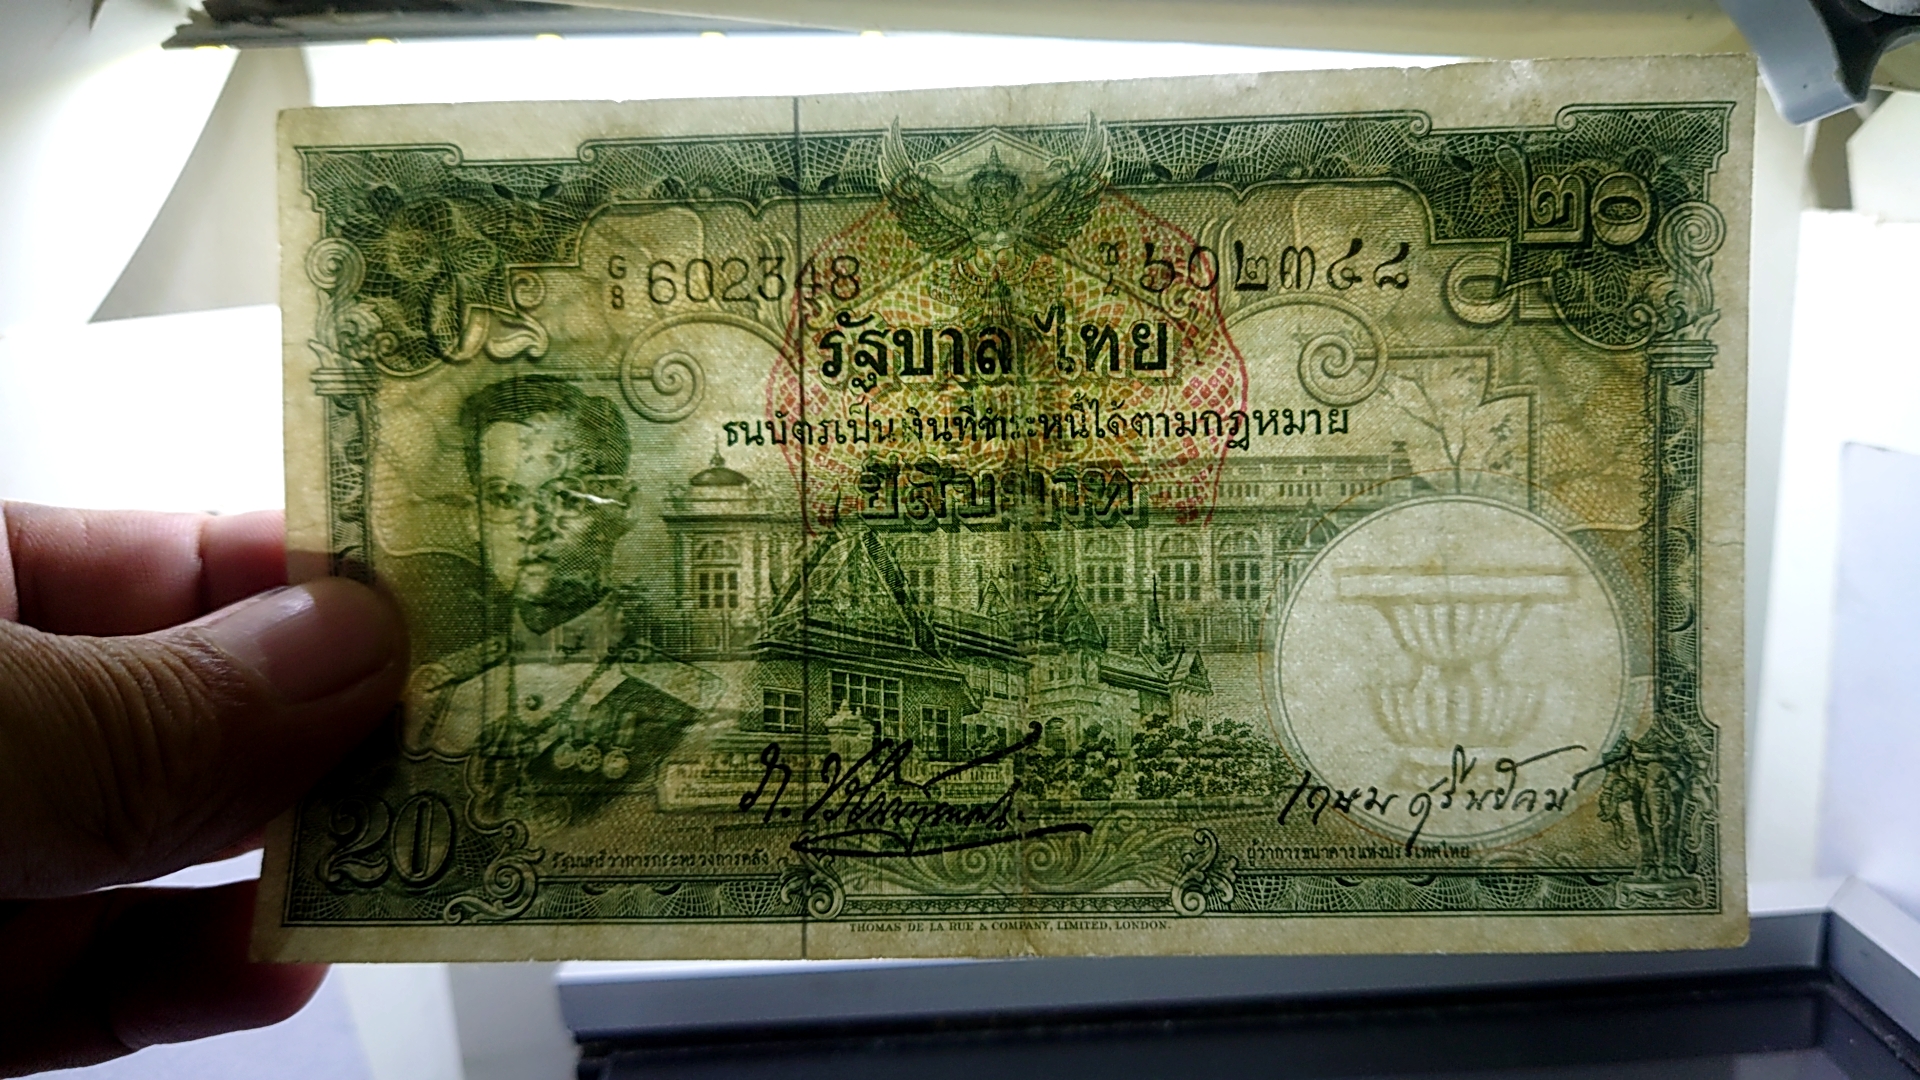 ๒๐
G
8 602348
ฃ
๗ ๖๐๒๓๔๘
รัฐบาลไทย
ธนบัตรเป็นเงินที่ชำระหนี้ได้ตามกฎหมาย
ยี่สิบบาท
เกษม ศรีพยัคฆ์
20
รัฐมนตรีว่าการกระทรวงการคลัง
ผู้ว่าการธนาคารแห่งประเทศไทย
THOMAS DE LA RUE & COMPANY, LIMITED, LONDON.